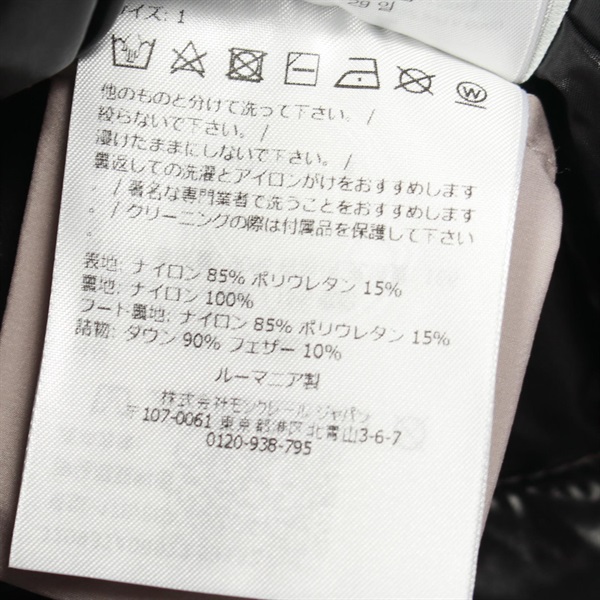 サイズ: 1
他のものと分けて洗って下さい。/
絞らないで下さい。/
浸けたままにしないで下さい。/
裏返しての洗濯とアイロンがけをおすすめします
。/ 著名な専門業者で洗うことをおすすめします
。/ クリーニングの際は付属品を保護して下さい
。
表地: ナイロン 85% ポリウレタン 15%
裏地: ナイロン 100%
フード裏地: ナイロン 85% ポリウレタン 15%
詰物: ダウン 90% フェザー 10%
ルーマニア製
株式会社モンクレール ジャパン
〒107-0061 東京都港区北青山3-6-7
0120-938-795